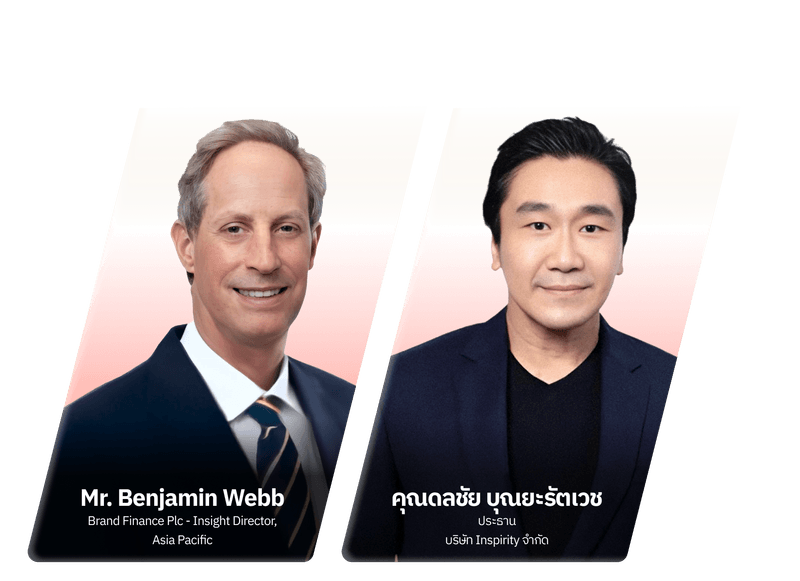 Mr. Benjamin Webb
Brand Finance Plc - Insight Director,
Asia Pacific
คุณดลชัย บุณยะรัตเวช
ประธาน
บริษัท Inspirity จำกัด